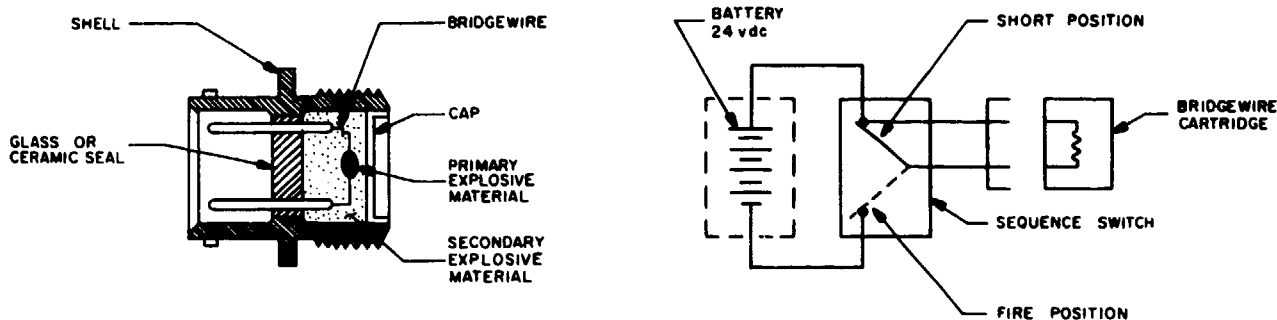 SHELL
BRIDGEWIRE
CAP
GLASS OR
CERAMIC SEAL
PRIMARY
EXPLOSIVE
MATERIAL
SECONDARY
EXPLOSIVE
MATERIAL
BATTERY
24 vdc
SHORT POSITION
BRIDGEWIRE
CARTRIDGE
SEQUENCE SWITCH
FIRE POSITION